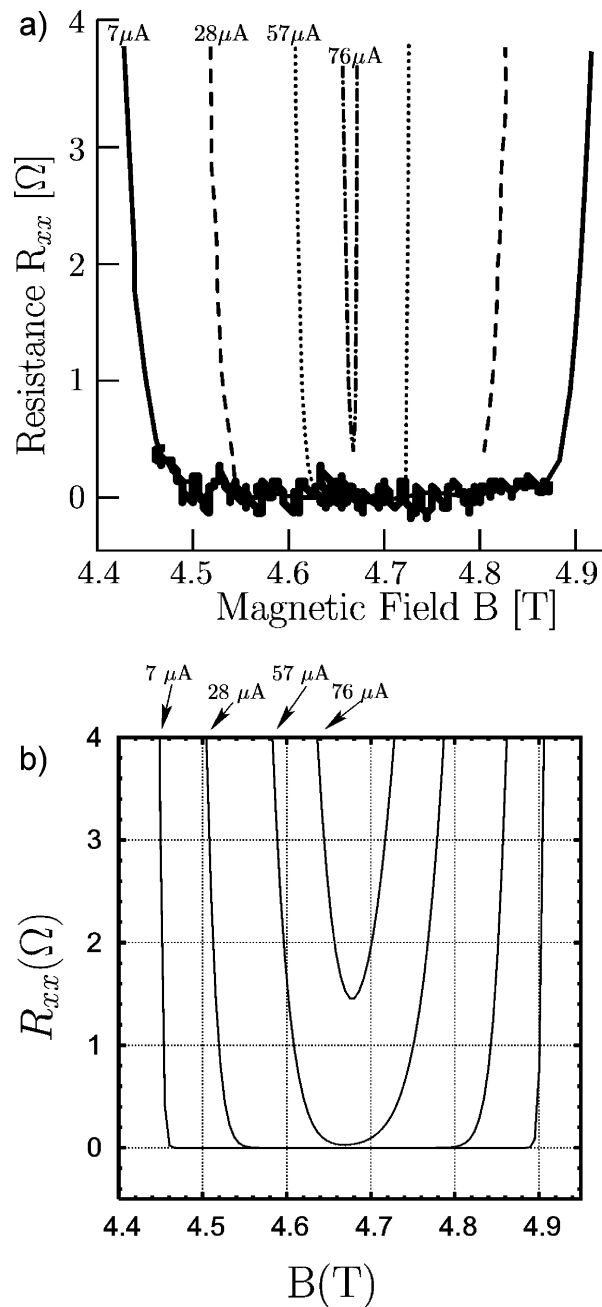 a)
7μA 28μA 57μA
76μA
4
3
2
1
0
Resistance Rxx [Ω]
4.4 4.5 4.6 4.7 4.8 4.9
Magnetic Field B [T]
7 μA 28 μA 57 μA 76 μA
b)
4
3
2
1
0
Rxx(Ω)
4.4 4.5 4.6 4.7 4.8 4.9
B(T)